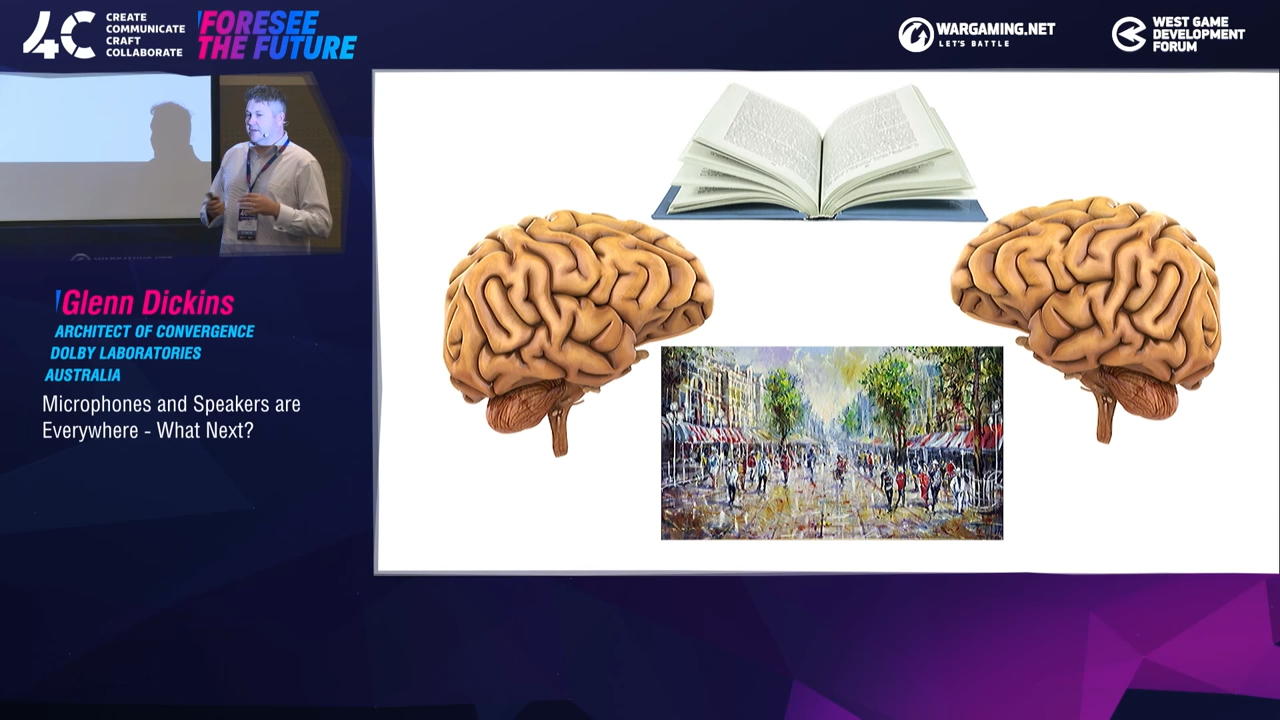 4C
CREATE
COMMUNICATE
CRAFT
COLLABORATE
FORESEE
THE FUTURE
WARGAMING.NET
LET'S BATTLE
WEST GAME
DEVELOPMENT
FORUM
Glenn Dickins
ARCHITECT OF CONVERGENCE
DOLBY LABORATORIES
AUSTRALIA
Microphones and Speakers are
Everywhere - What Next?